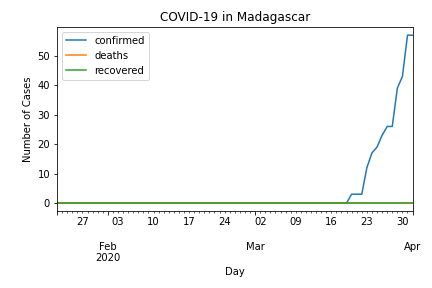 COVID-19 in Madagascar
confirmed
deaths
recovered
Number of Cases
50
40
30
20
10
0
27 03 10 17 24 02 09 16 23 30
Feb Mar Apr
2020
Day